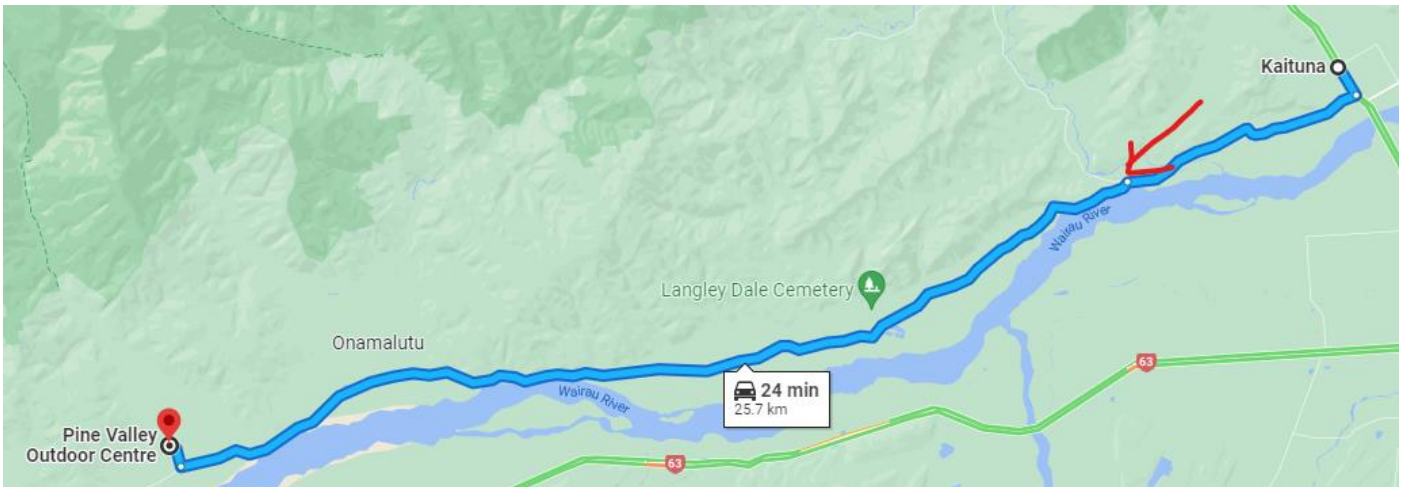 Kaituna
Wairau River
Langley Dale Cemetery
Onamalutu
63
24 min
25.7 km
Wairau River
Pine Valley
Outdoor Centre
63